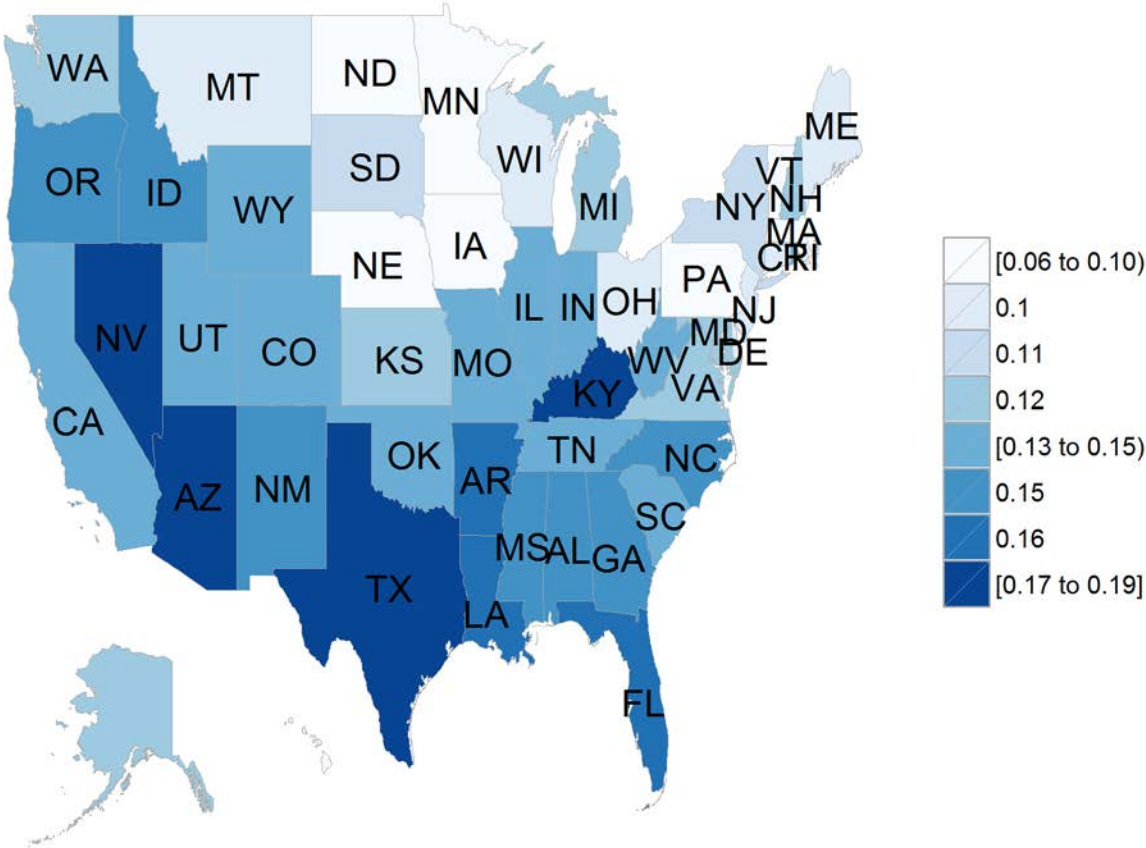 WA
MT
ND
MN
ME
OR
ID
WY
SD
WI
MI
NY
VT
NH
MA
CT
RI
NE
IA
PA
NV
UT
CO
KS
MO
IL
IN
OH
NJ
MD
DE
WV
VA
KY
CA
AZ
NM
OK
AR
TN
NC
SC
TX
LA
MS
AL
GA
FL
[0.06 to 0.10)
0.1
0.11
0.12
[0.13 to 0.15)
0.15
0.16
[0.17 to 0.19]